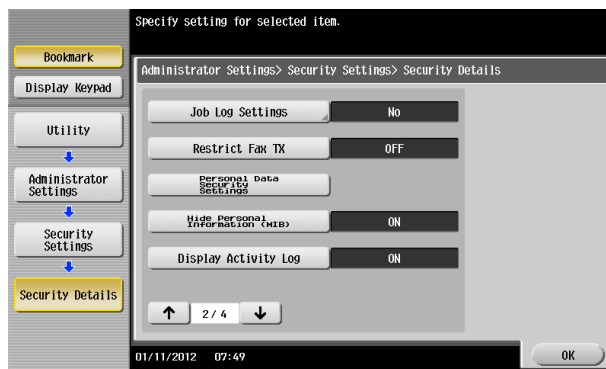 Specify setting for selected item.
Bookmark
Display Keypad
Utility
Administrator
Settings
Security
Settings
Security Details
Administrator Settings> Security Settings> Security Details
Job Log Settings
No
Restrict Fax TX
OFF
Personal Data
Security
Settings
Hide Personal
Information (MIB)
ON
Display Activity Log
ON
2/ 4
01/11/2012 07:49
OK